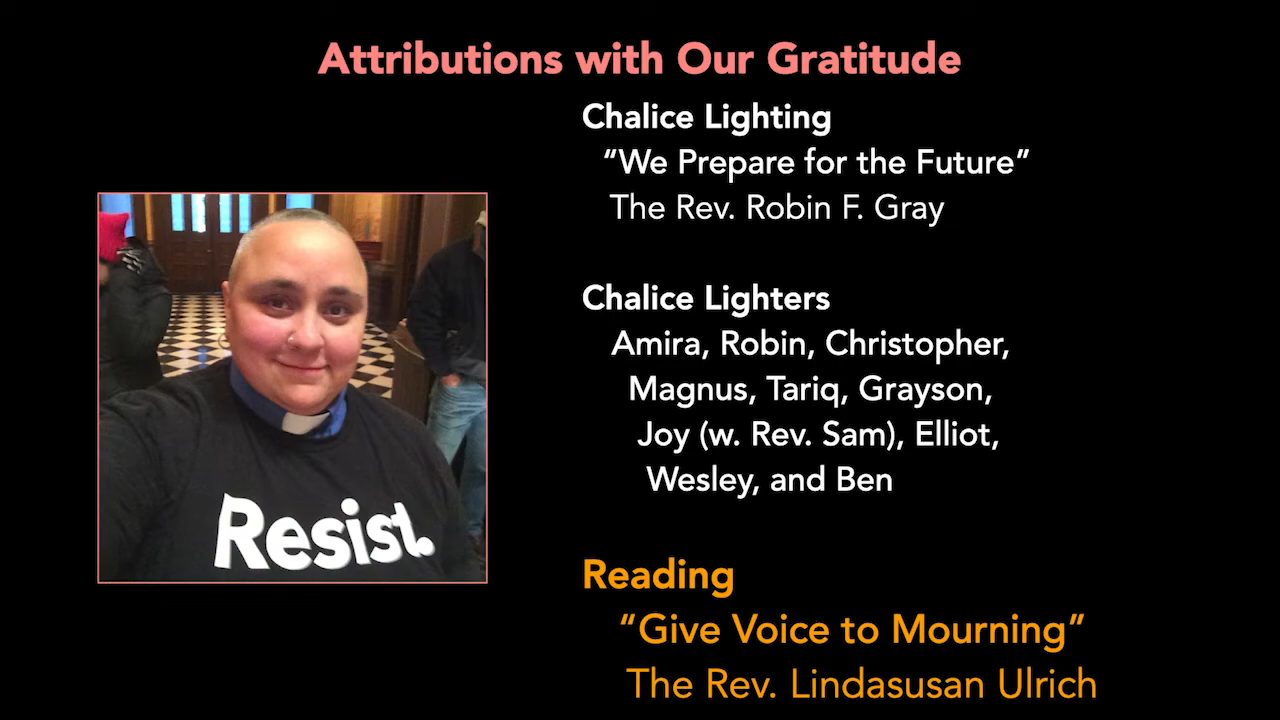 Attributions with Our Gratitude
Chalice Lighting
“We Prepare for the Future”
The Rev. Robin F. Gray
Chalice Lighters
Amira, Robin, Christopher,
Magnus, Tariq, Grayson,
Joy (w. Rev. Sam), Elliot,
Wesley, and Ben
Resist.
Reading
“Give Voice to Mourning”
The Rev. Lindasusan Ulrich